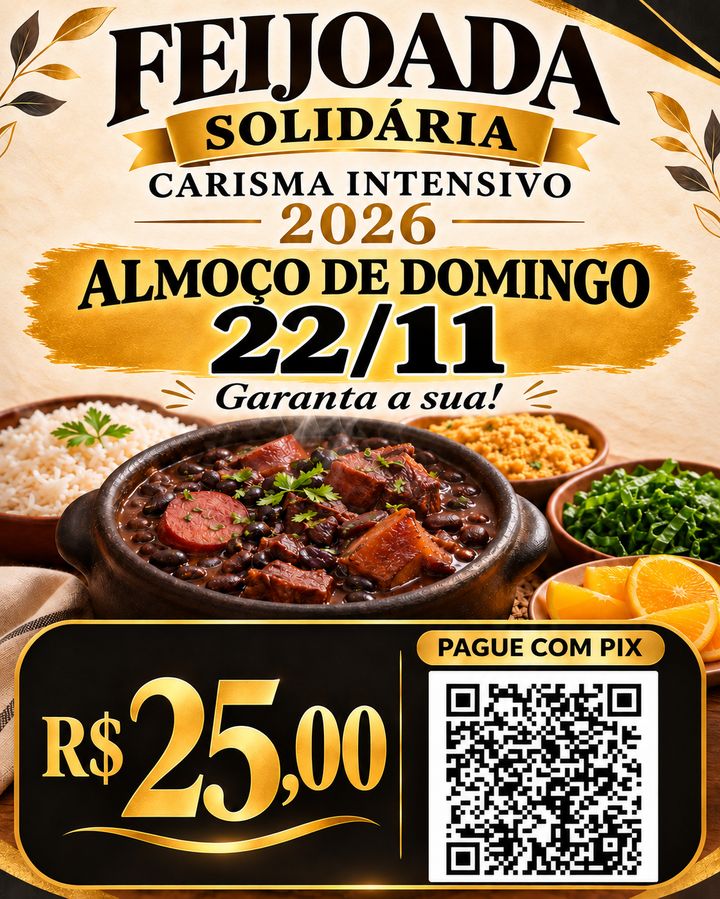 FEIJOADA
SOLIDÁRIA
CARISMA INTENSIVO
2026
ALMOÇO DE DOMINGO
22/11
Garanta a sua!
PAGUE COM PIX
R$25,00